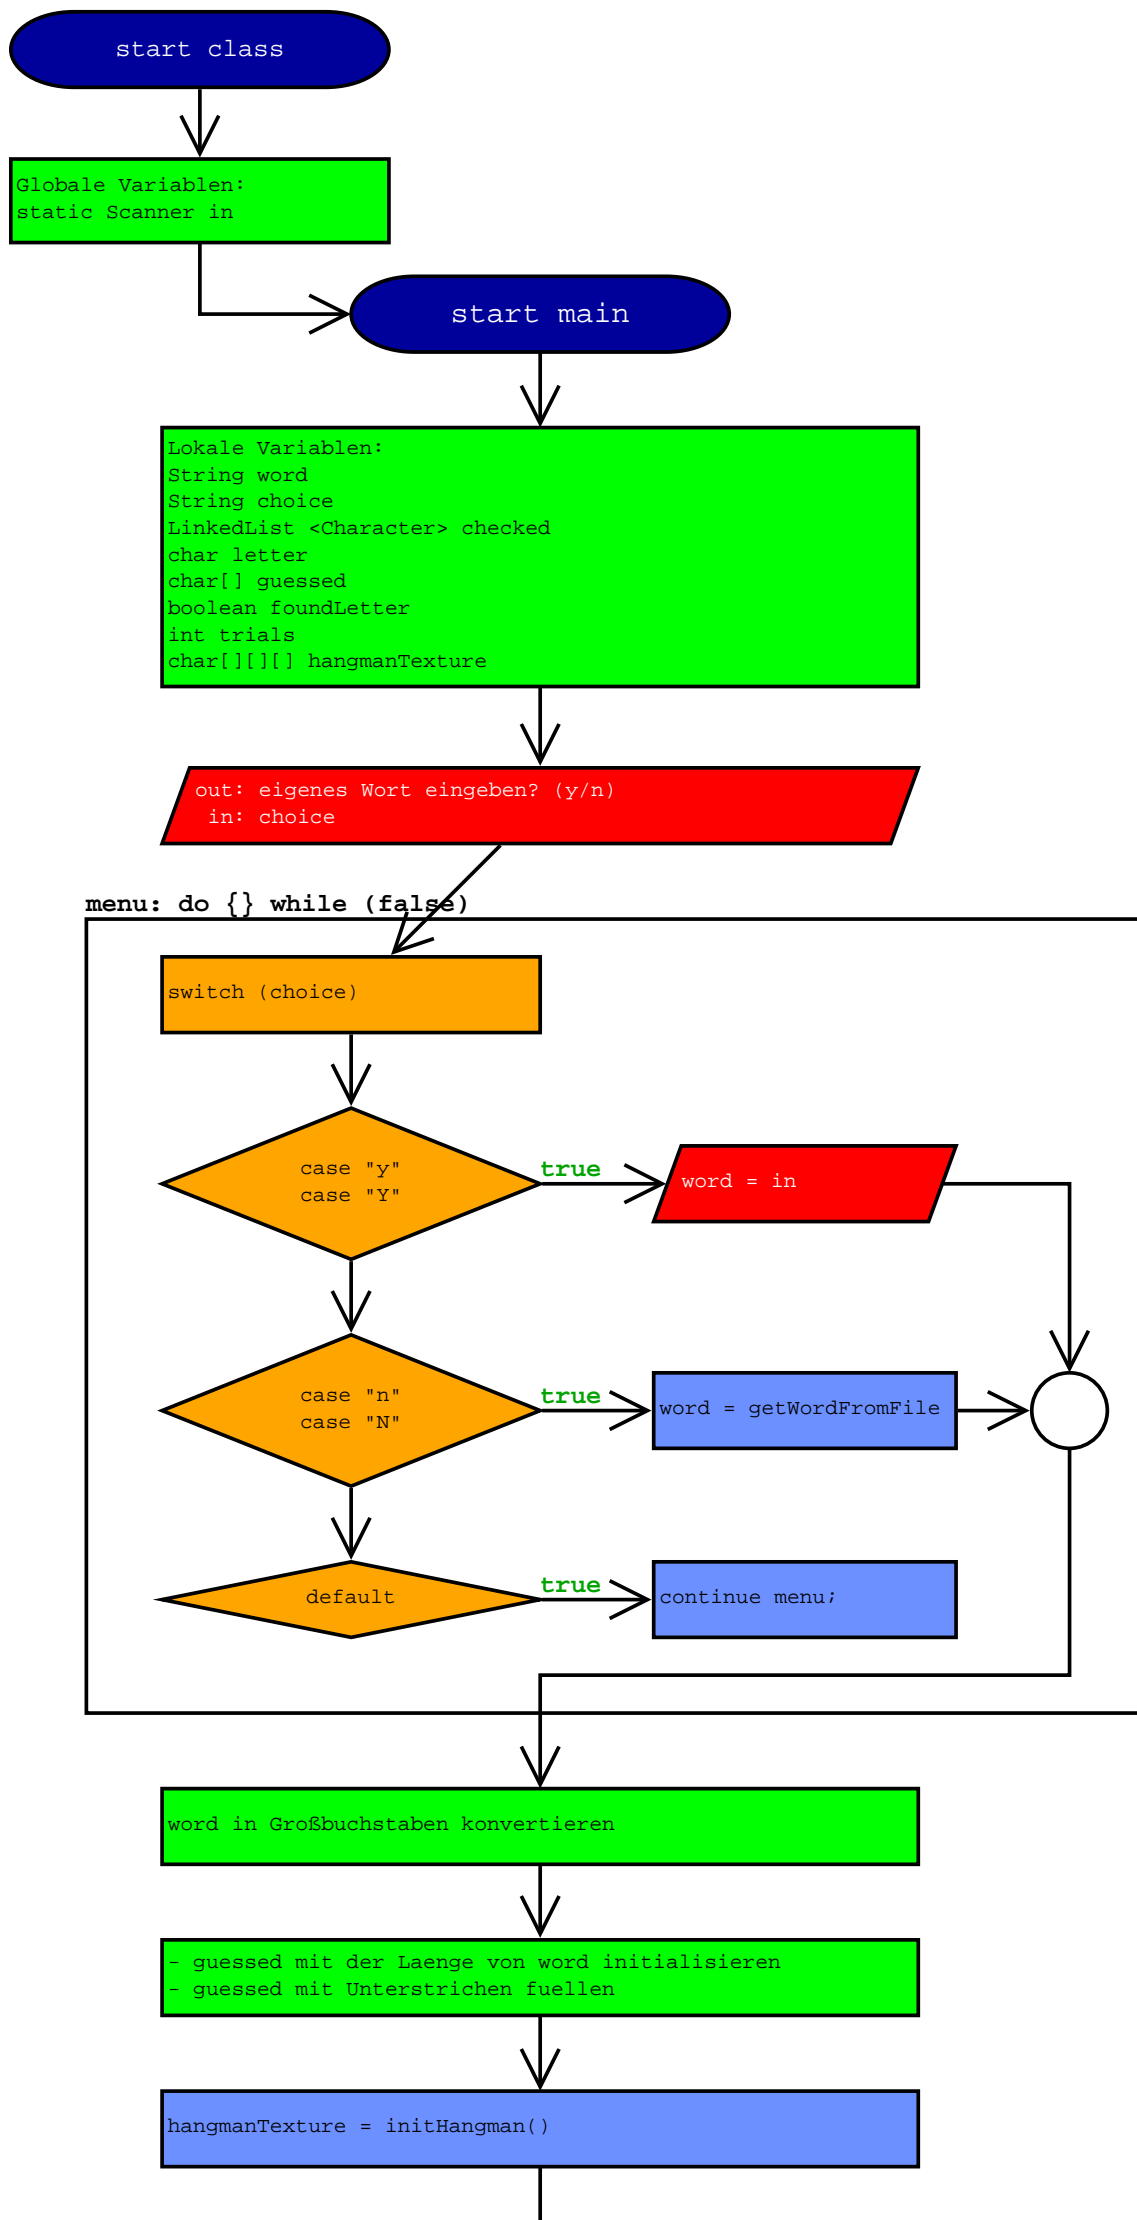 start class
Globale Variablen:
static Scanner in
start main
Lokale Variablen:
String word
String choice
LinkedList <Character> checked
char letter
char[] guessed
boolean foundLetter
int trials
char[][][] hangmanTexture
out: eigenes Wort eingeben? (y/n)
in: choice
menu: do {} while (false)
switch (choice)
case "y"
case "Y"
true
word = in
case "n"
case "N"
true
word = getWordFromFile
default
true
continue menu;
word in Großbuchstaben konvertieren
- guessed mit der Laenge von word initialisieren
- guessed mit Unterstrichen fuellen
hangmanTexture = initHangman()